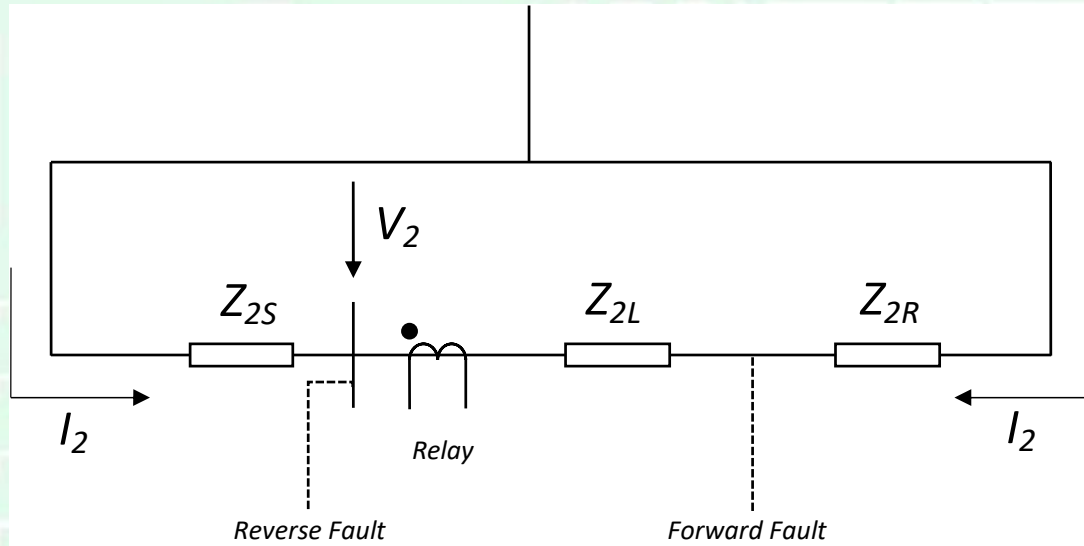 V2
Z2S
Z2L
Z2R
I2
Relay
I2
Reverse Fault
Forward Fault